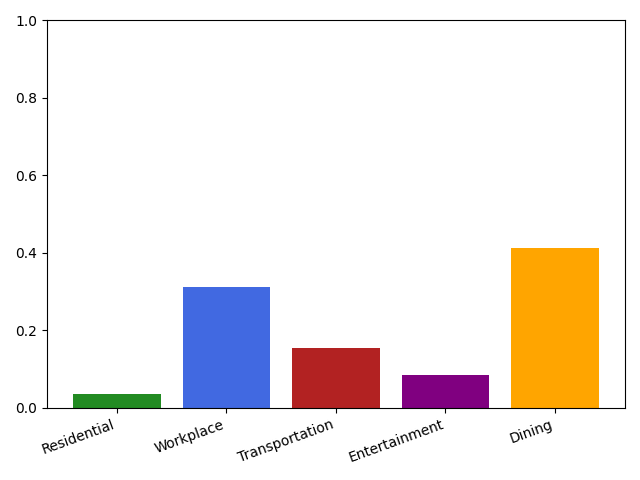 1.0
0.8
0.6
0.4
0.2
0.0
Residential
Workplace
Transportation
Entertainment
Dining